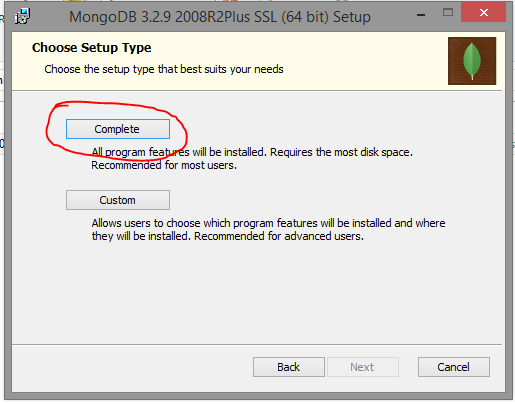 MongoDB 3.2.9 2008R2Plus SSL (64 bit) Setup
Choose Setup Type
Choose the setup type that best suits your needs
Complete
All program features will be installed. Requires the most disk space.
Recommended for most users.
Custom
Allows users to choose which program features will be installed and where
they will be installed. Recommended for advanced users.
Back
Next
Cancel